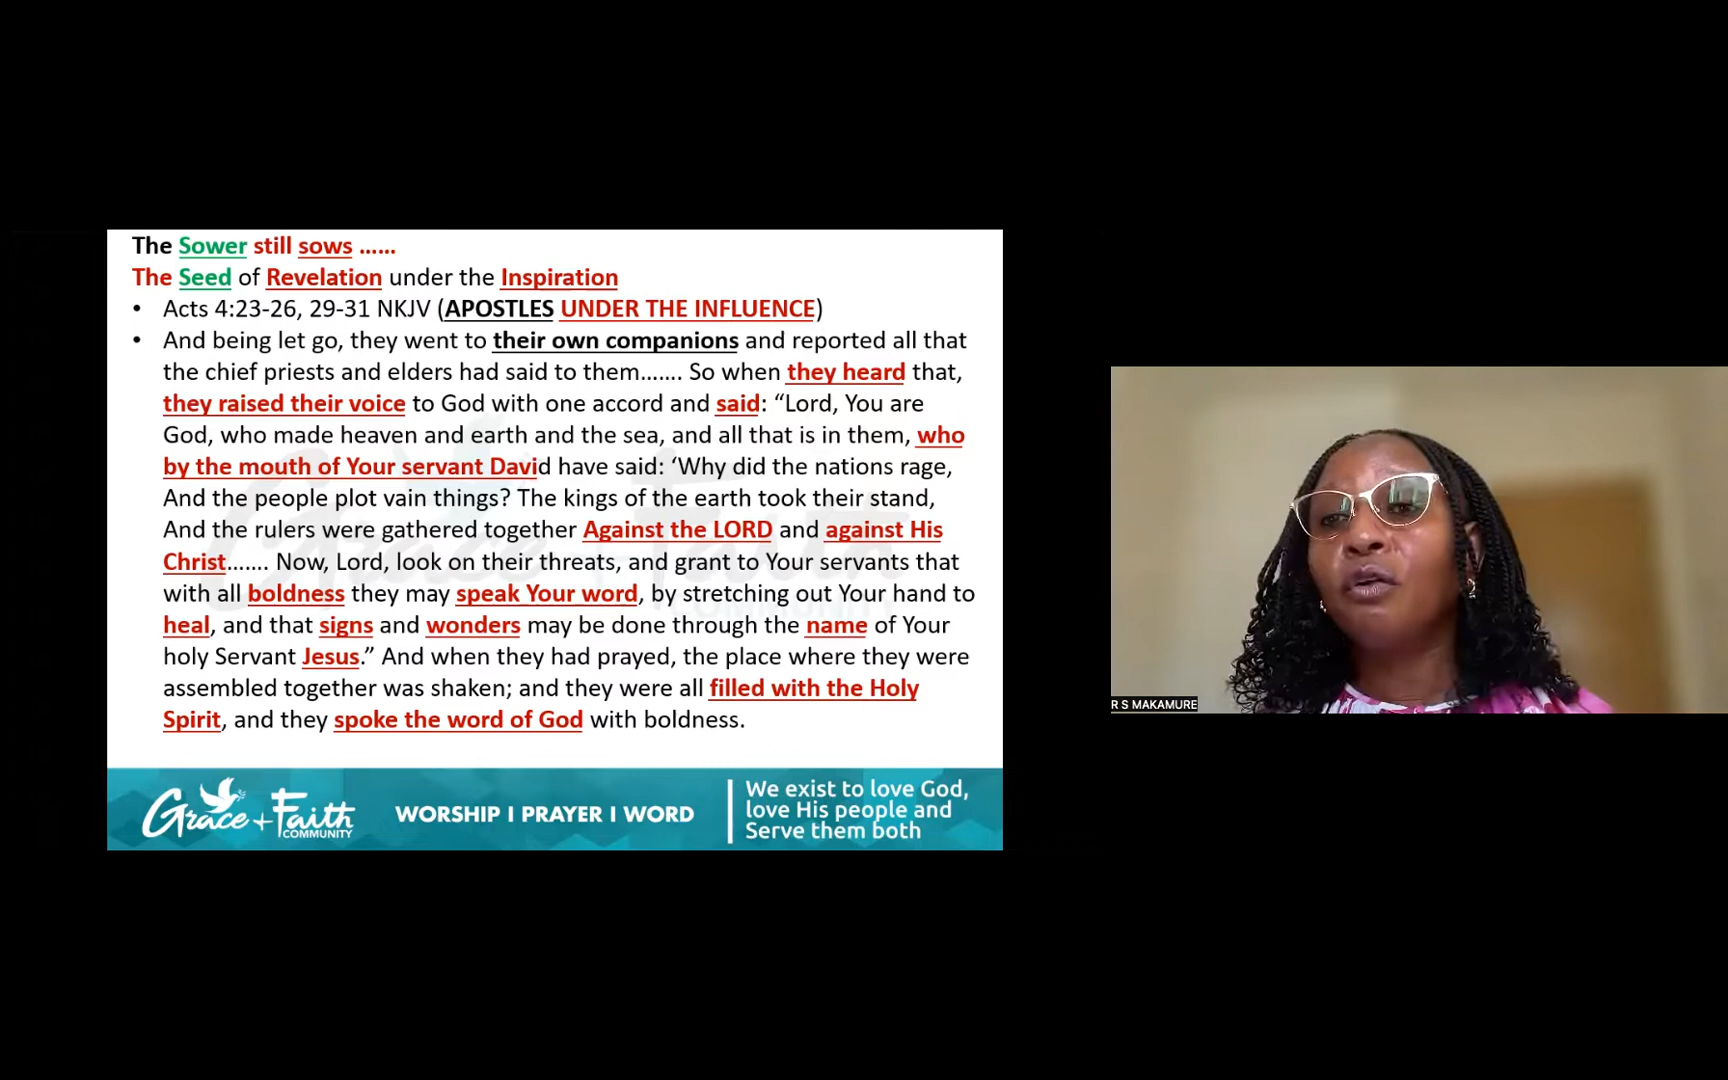 The Sower still sows ......
The Seed of Revelation under the Inspiration
• Acts 4:23-26, 29-31 NKJV (APOSTLES UNDER THE INFLUENCE)
• And being let go, they went to their own companions and reported all that
the chief priests and elders had said to them....... So when they heard that,
they raised their voice to God with one accord and said: “Lord, You are
God, who made heaven and earth and the sea, and all that is in them, who
by the mouth of Your servant David have said: ‘Why did the nations rage,
And the people plot vain things? The kings of the earth took their stand,
And the rulers were gathered together Against the LORD and against His
Christ....... Now, Lord, look on their threats, and grant to Your servants that
with all boldness they may speak Your word, by stretching out Your hand to
heal, and that signs and wonders may be done through the name of Your
holy Servant Jesus.” And when they had prayed, the place where they were
assembled together was shaken; and they were all filled with the Holy
Spirit, and they spoke the word of God with boldness.
Grace + Faith
COMMUNITY
WORSHIP I PRAYER I WORD
We exist to love God,
love His people and
Serve them both
R S MAKAMURE